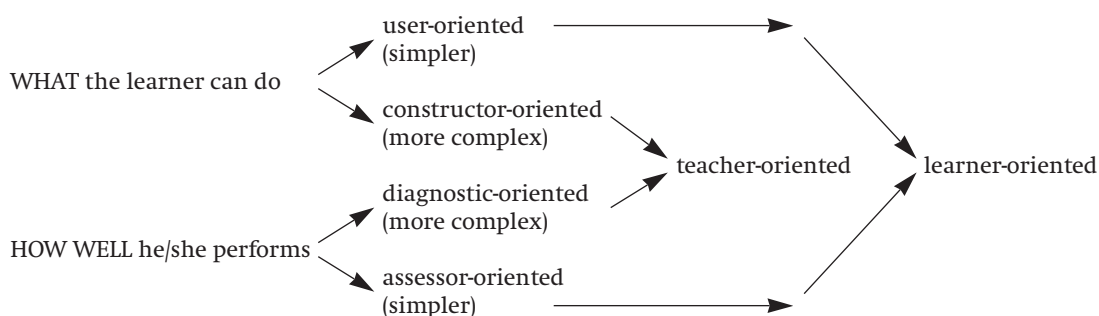 user-oriented
(simpler)
WHAT the learner can do
constructor-oriented
(more complex)
teacher-oriented
learner-oriented
diagnostic-oriented
(more complex)
HOW WELL he/she performs
assessor-oriented
(simpler)